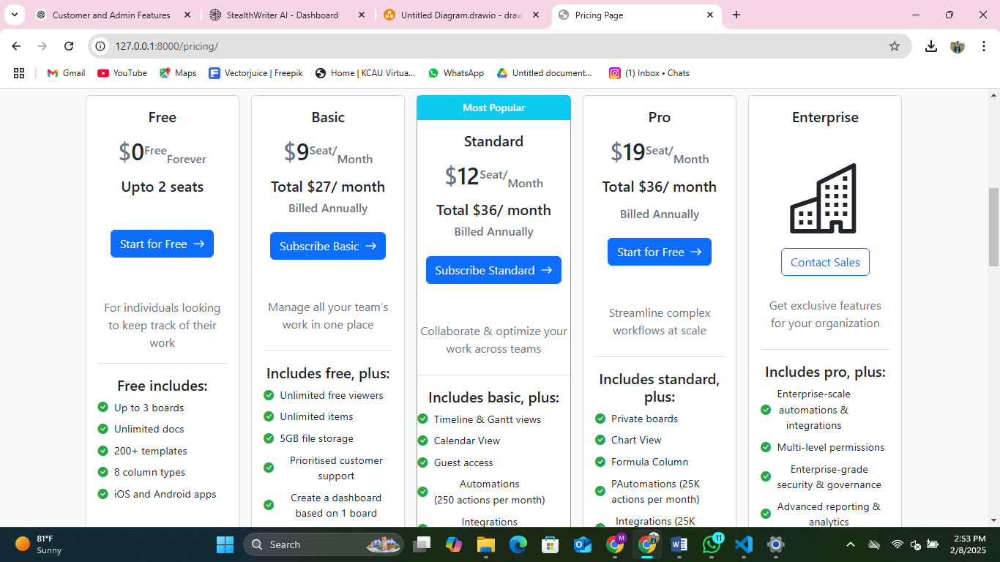 Customer and Admin Features
StealthWriter AI - Dashboard
Untitled Diagram.drawio - draw
Pricing Page
127.0.0.1:8000/pricing/
Gmail
YouTube
Maps
Vectorjuice | Freepik
Home | KCAU Virtua...
WhatsApp
Untitled document...
(1) Inbox • Chats
Free
$0Free
Forever
Upto 2 seats
Start for Free →
For individuals looking
to keep track of their
work
Free includes:
Up to 3 boards
Unlimited docs
200+ templates
8 column types
iOS and Android apps
Basic
$9Seat/
Month
Total $27/ month
Billed Annually
Subscribe Basic →
Manage all your team's
work in one place
Includes free, plus:
Unlimited free viewers
Unlimited items
5GB file storage
Prioritised customer
support
Create a dashboard
based on 1 board
Most Popular
Standard
$12Seat/
Month
Total $36/ month
Billed Annually
Subscribe Standard →
Collaborate & optimize your
work across teams
Includes basic, plus:
Timeline & Gantt views
Calendar View
Guest access
Automations
(250 actions per month)
Integrations
Pro
$19Seat/
Month
Total $36/ month
Billed Annually
Start for Free →
Streamline complex
workflows at scale
Includes standard,
plus:
Private boards
Chart View
Formula Column
PAutomations (25K
actions per month)
Integrations (25K
Enterprise
Contact Sales
Get exclusive features
for your organization
Includes pro, plus:
Enterprise-scale
automations &
integrations
Multi-level permissions
Enterprise-grade
security & governance
Advanced reporting &
analytics
81°F
Sunny
Search
M
11
2:53 PM
2/8/2025